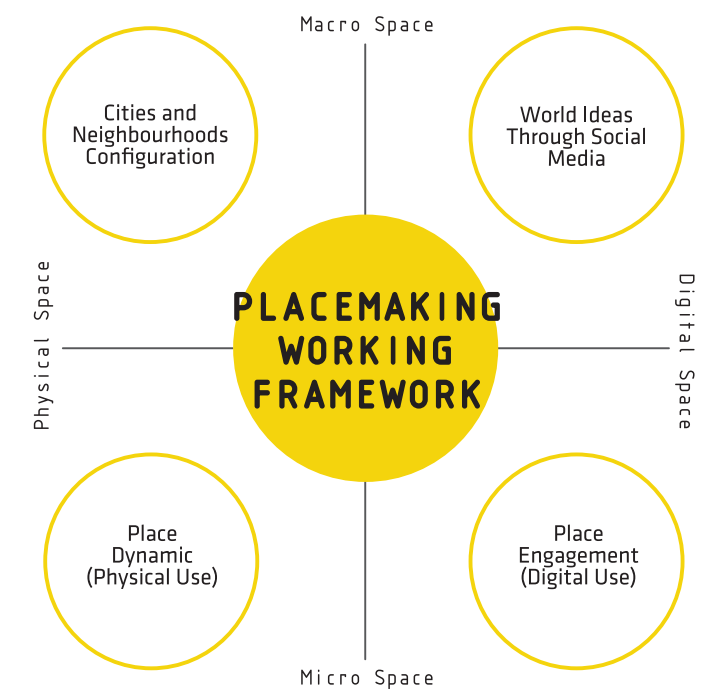 Macro Space
Cities and
Neighbourhoods
Configuration
World Ideas
Through Social
Media
Physical Space
PLACEMAKING
WORKING
FRAMEWORK
Digital Space
Place
Dynamic
(Physical Use)
Place
Engagement
(Digital Use)
Micro Space